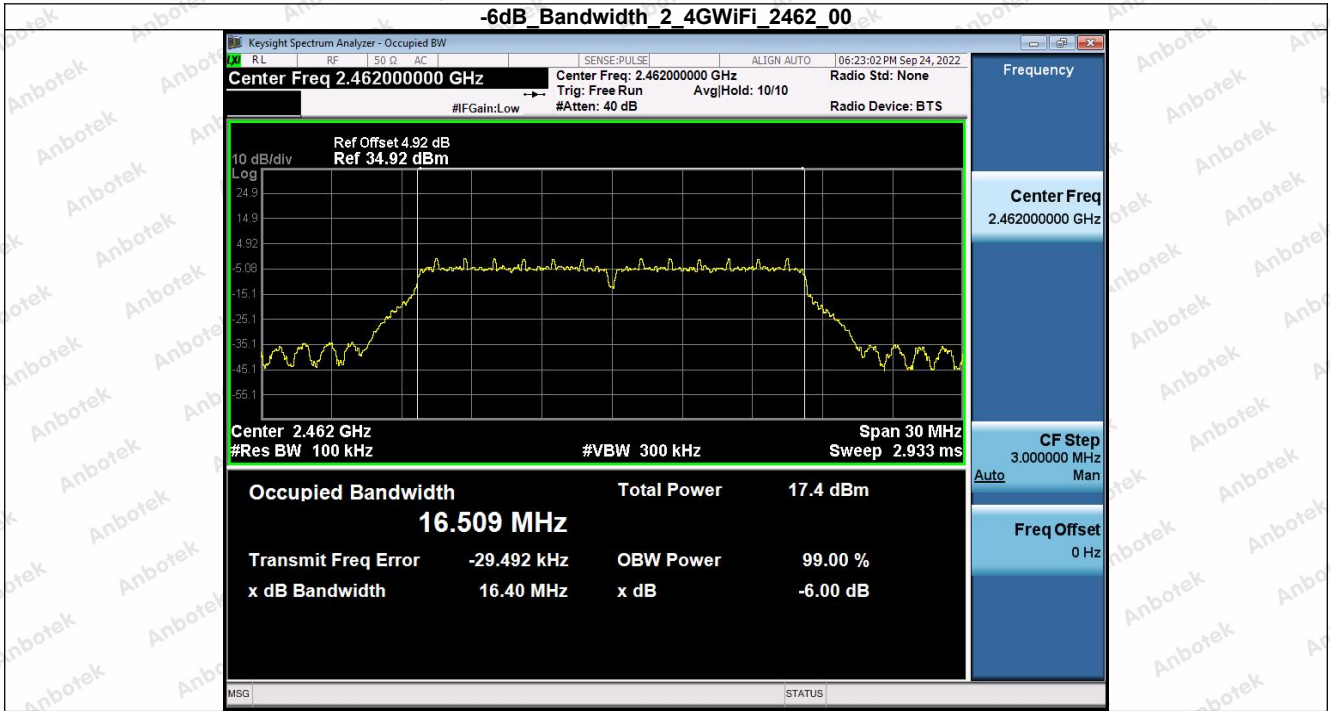 -6dB_Bandwidth_2_4GWiFi_2462_00
Keysight Spectrum Analyzer - Occupied BW
LXI RL RF 50 Ω AC SENSE:PULSE ALIGN AUTO 06:23:02 PM Sep 24, 2022
Center Freq 2.462000000 GHz
Center Freq: 2.462000000 GHz
Radio Std: None
Trig: Free Run Avg|Hold: 10/10
#IFGain:Low #Atten: 40 dB Radio Device: BTS
Ref Offset 4.92 dB
10 dB/div Ref 34.92 dBm
Log
24.9
14.9
4.92
-5.08
-15.1
-25.1
-35.1
-45.1
-55.1
Center 2.462 GHz Span 30 MHz
#Res BW 100 kHz #VBW 300 kHz Sweep 2.933 ms
Occupied Bandwidth Total Power 17.4 dBm
16.509 MHz
Transmit Freq Error -29.492 kHz OBW Power 99.00 %
x dB Bandwidth 16.40 MHz x dB -6.00 dB
MSG STATUS
Frequency
Center Freq
2.462000000 GHz
CF Step
3.000000 MHz
Auto Man
Freq Offset
0 Hz
Anbotek